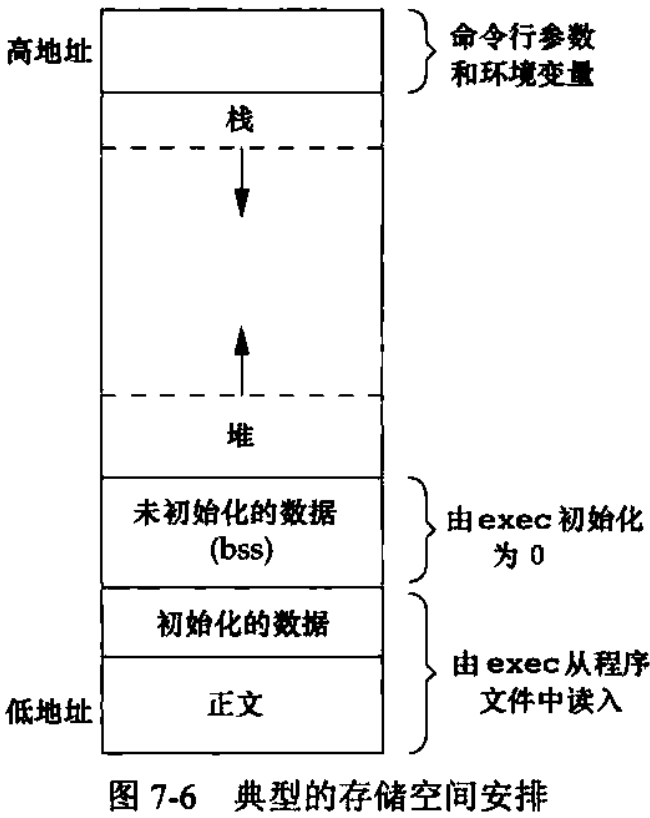 高地址
命令行参数
和环境变量
栈
堆
未初始化的数据
(bss)
由exec初始化
为 0
初始化的数据
由exec从程序
文件中读入
低地址
正文
图 7-6 典型的存储空间安排